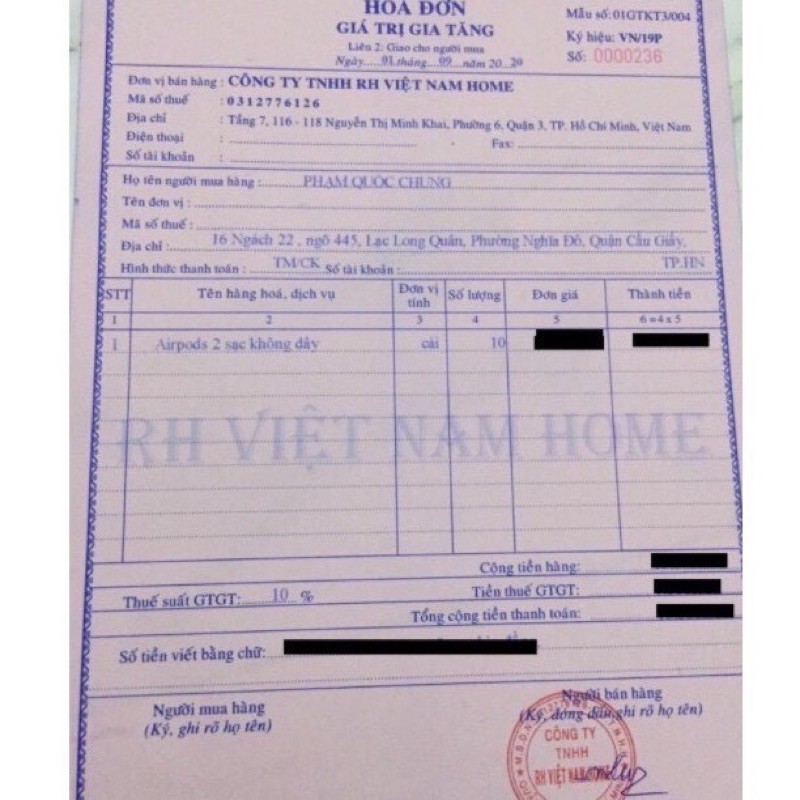 HOÁ ĐƠN
GIÁ TRỊ GIA TĂNG
Liên 2: Giao cho người mua
Ngày 01 tháng 09 năm 2020
Mẫu số: 01GTKT3/004
Ký hiệu: VN/19P
Số: 0000236
Đơn vị bán hàng : CÔNG TY TNHH RH VIỆT NAM HOME
Mã số thuế : 0312776126
Địa chỉ : Tầng 7, 116 - 118 Nguyễn Thị Minh Khai, Phường 6, Quận 3, TP. Hồ Chí Minh, Việt Nam
Điện thoại : Fax:
Số tài khoản :
Họ tên người mua hàng : PHẠM QUỐC CHUNG
Tên đơn vị :
Mã số thuế :
Địa chỉ : 16 Ngách 22 , ngõ 445, Lạc Long Quân, Phường Nghĩa Đô, Quận Cầu Giấy,
TP.HN
Hình thức thanh toán : TM/CK Số tài khoản :
STT Tên hàng hoá, dịch vụ Đơn vị tính Số lượng Đơn giá Thành tiền
1 2 3 4 5 6 = 4 x 5
1 Airpods 2 sạc không dây cái 10
RH VIỆT NAM HOME
Cộng tiền hàng:
Thuế suất GTGT: 10 % Tiền thuế GTGT:
Tổng cộng tiền thanh toán:
Số tiền viết bằng chữ:
Người mua hàng
(Ký, ghi rõ họ tên)
Người bán hàng
(Ký, đóng dấu, ghi rõ họ tên)
CÔNG TY
TNHH
RH VIỆT NAM HOME